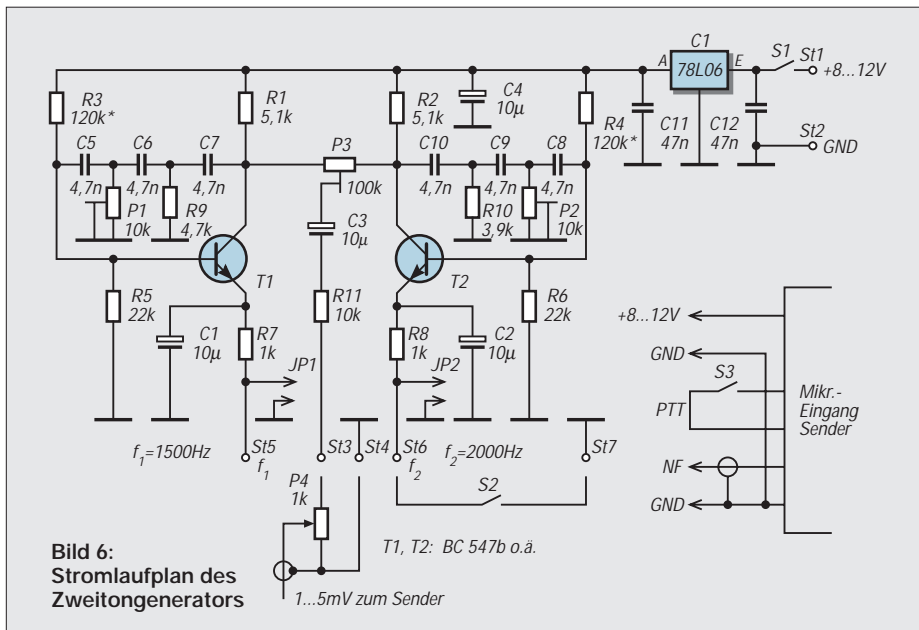 C1
78L06
A
E
S1
St1
+8...12V
R3
120k*
R1
5,1k
R2
5,1k
C4
10µ
R4
120k*
C11
47n
C12
47n
St2
GND
C5
4,7n
C6
4,7n
C7
4,7n
P3
100k
C10
4,7n
C9
4,7n
C8
4,7n
P1
10k
R9
4,7k
C3
10µ
R10
3,9k
P2
10k
T1
T2
R5
22k
C1
10µ
R7
1k
R11
10k
R8
1k
C2
10µ
R6
22k
JP1
JP2
f1=1500Hz
St5
f1
St3
St4
St6
f2
f2=2000Hz
St7
P4
1k
S2
+8...12V
GND
S3
PTT
Mikr.-
Eingang
Sender
NF
GND
T1, T2: BC 547b o.ä.
1...5mV zum Sender
Bild 6:
Stromlaufplan des
Zweitongenerators